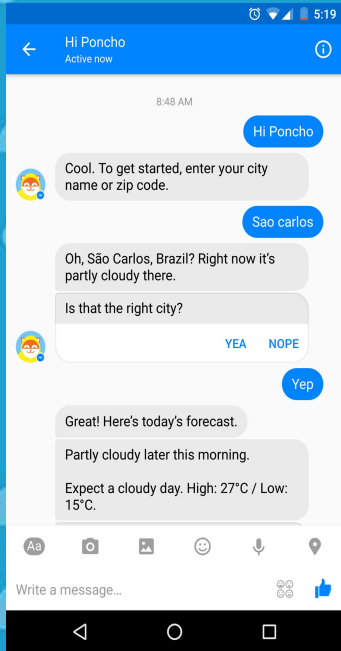 5:19
Hi Poncho
Active now
8:48 AM
Hi Poncho
Cool. To get started, enter your city
name or zip code.
Sao carlos
Oh, São Carlos, Brazil? Right now it's
partly cloudy there.
Is that the right city?
YEA NOPE
Yep
Great! Here's today's forecast.
Partly cloudy later this morning.
Expect a cloudy day. High: 27°C / Low:
15°C.
Aa
Write a message...